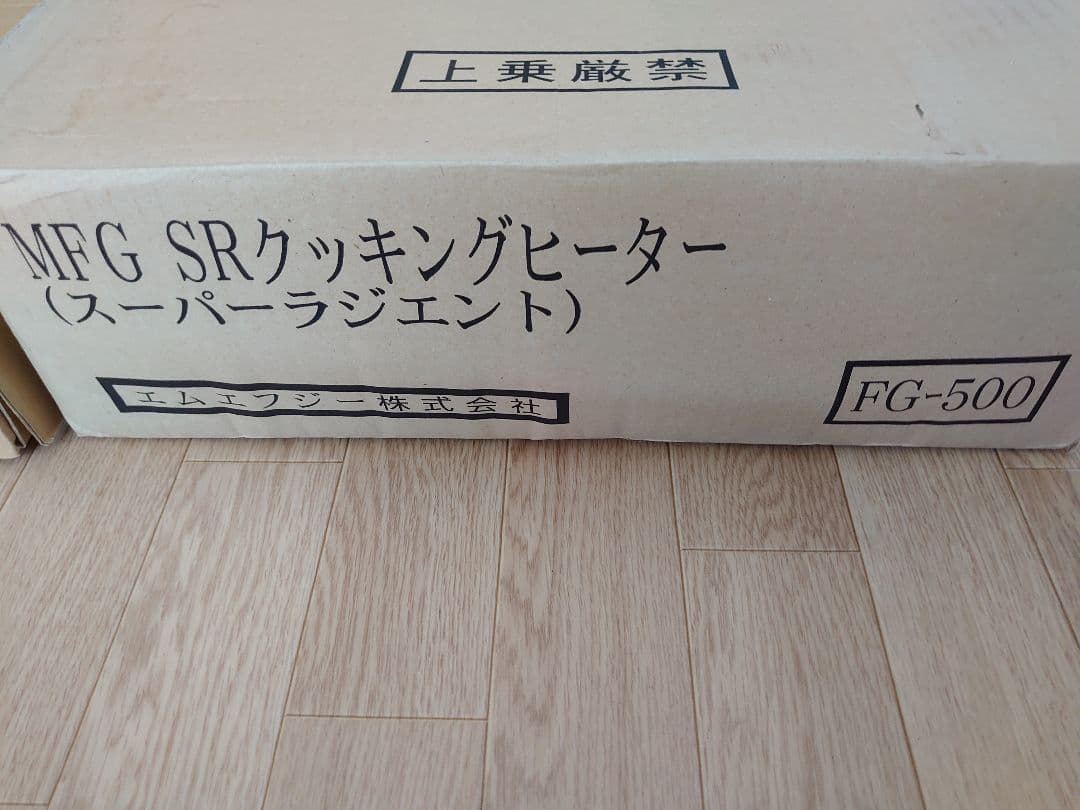 上乗厳禁
MFG SRクッキングヒーター
(スーパーラジエント)
エムエフジー株式会社
FG-500